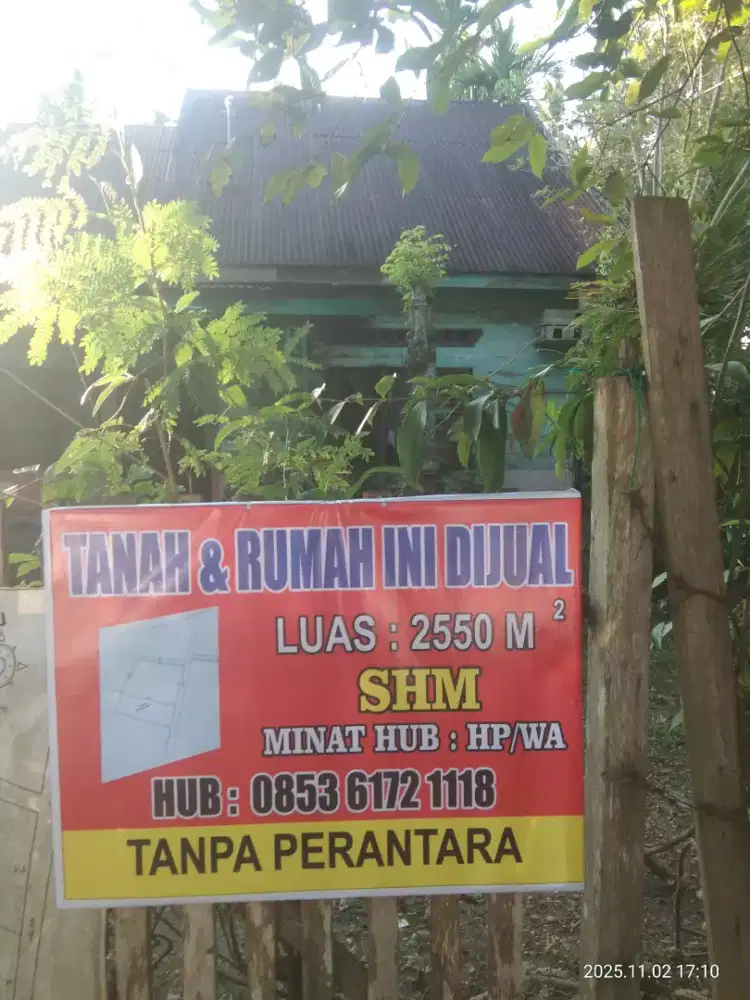 TANAH & RUMAH INI DIJUAL
LUAS : 2550 M²
SHM
MINAT HUB : HP/WA
HUB : 0853 6172 1118
TANPA PERANTARA
2025.11.02 17:10